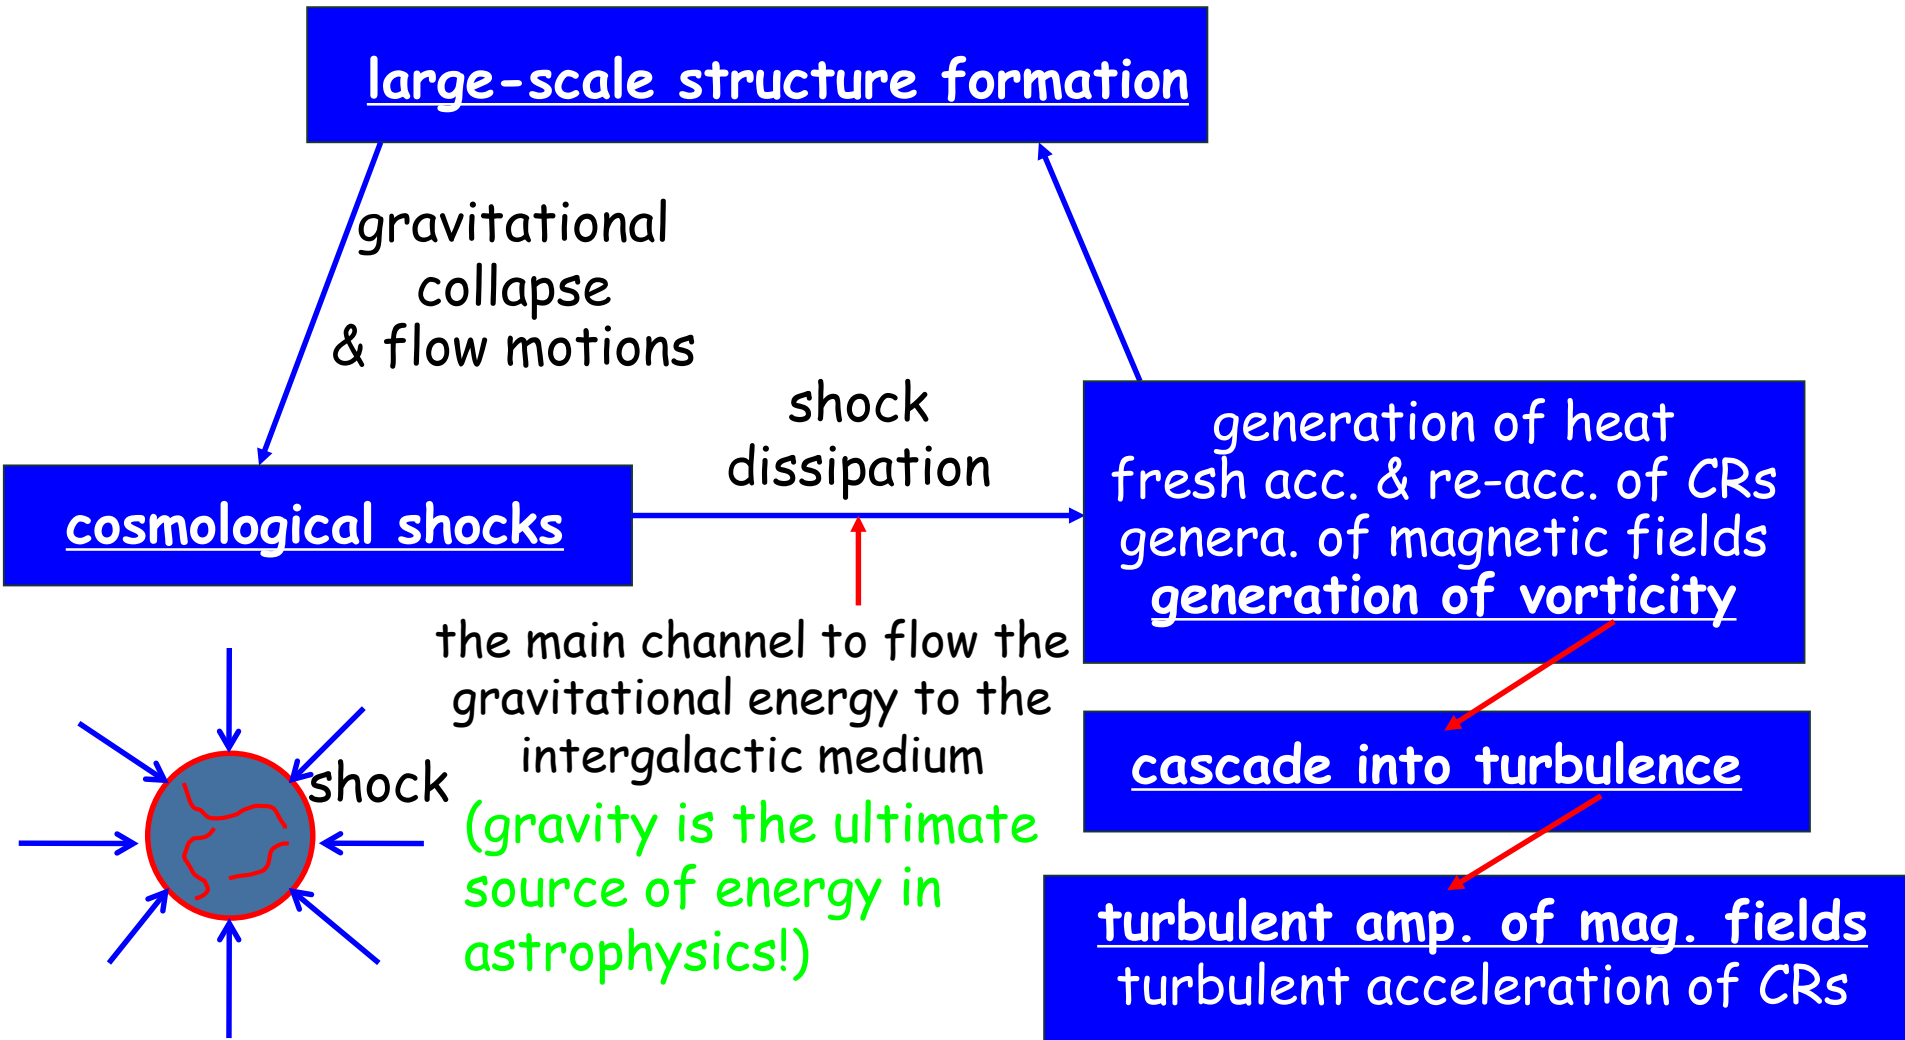 large-scale structure formation
gravitational
collapse
& flow motions
shock
dissipation
cosmological shocks
generation of heat
fresh acc. & re-acc. of CRs
genera. of magnetic fields
generation of vorticity
the main channel to flow the
gravitational energy to the
intergalactic medium
(gravity is the ultimate
source of energy in
astrophysics!)
shock
cascade into turbulence
turbulent amp. of mag. fields
turbulent acceleration of CRs